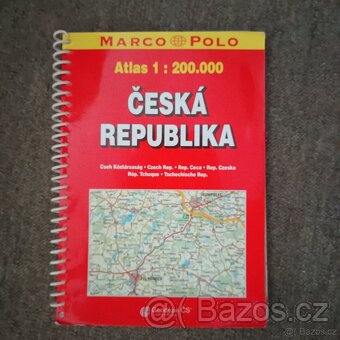 MARCO POLO
Atlas 1 : 200.000
ČESKÁ
REPUBLIKA
Cseh Köztársaság • Czech Rep. • Rep. Ceca • Rep. Czeska
Rép. Tchèque • Tschechische Rep.
Sbazar.cz